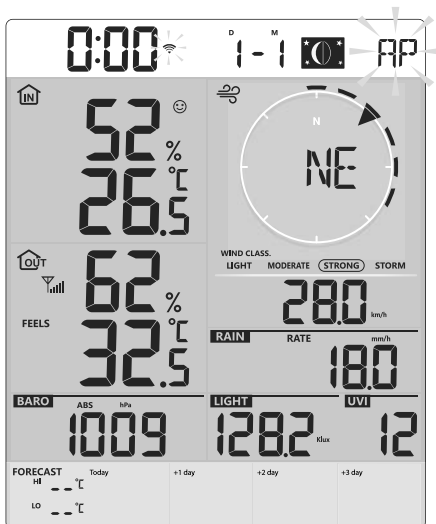 D M
0:00 1-1 AP
IN
52 %
26.5 °C
N
NE
OUT
62 %
FEELS
32.5 °C
WIND CLASS.
LIGHT MODERATE STRONG STORM
28.0 km/h
RAIN RATE mm/h
18.0
BARO ABS hPa
1009
LIGHT UVI
128.2 Klux 12
FORECAST Today +1 day +2 day +3 day
HI _ _ °C
LO _ _ °C